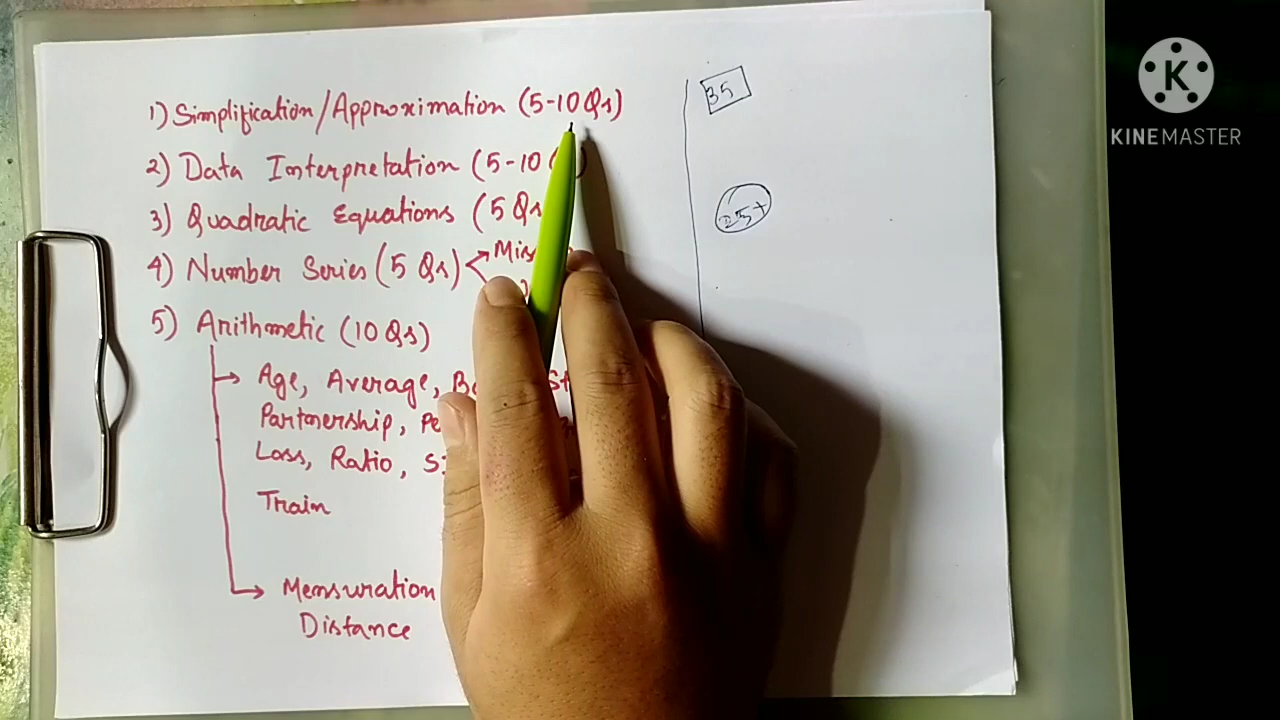 1) Simplification/Approximation (5-10 Qs)
2) Data Interpretation (5-10
3) Quadratic Equations (5 Qs
4) Number Series (5 Qs)
5) Arithmetic (10 Qs)
Age, Average,
Partnership,
Loss, Ratio,
Train
Mensuration
Distance
35
25+
K
KINEMASTER